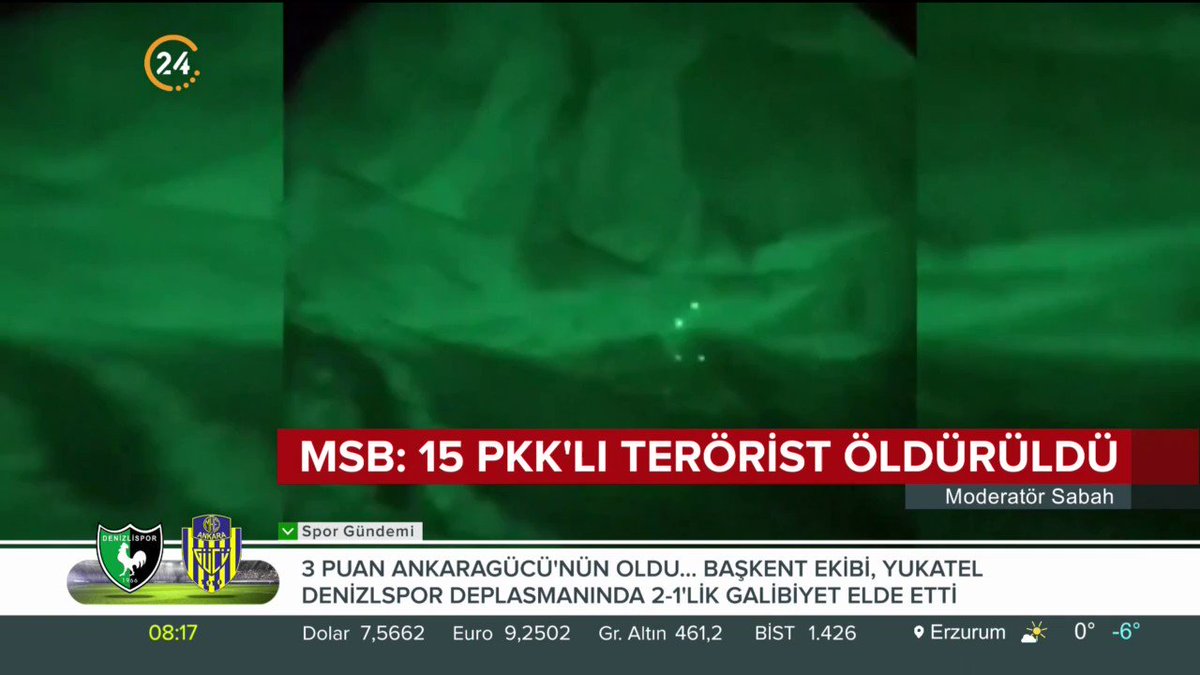 24
MSB: 15 PKK'LI TERÖRİST ÖLDÜRÜLDÜ
Moderatör Sabah
Spor Gündemi
DENİZLİSPOR
1966
ANKARA
GÜCÜ
3 PUAN ANKARAGÜCÜ'NÜN OLDU... BAŞKENT EKİBİ, YUKATEL
DENİZLSPOR DEPLASMANINDA 2-1'LİK GALİBİYET ELDE ETTİ
08:17 Dolar 7,5662 Euro 9,2502 Gr. Altın 461,2 BİST 1.426 Erzurum 0° -6°